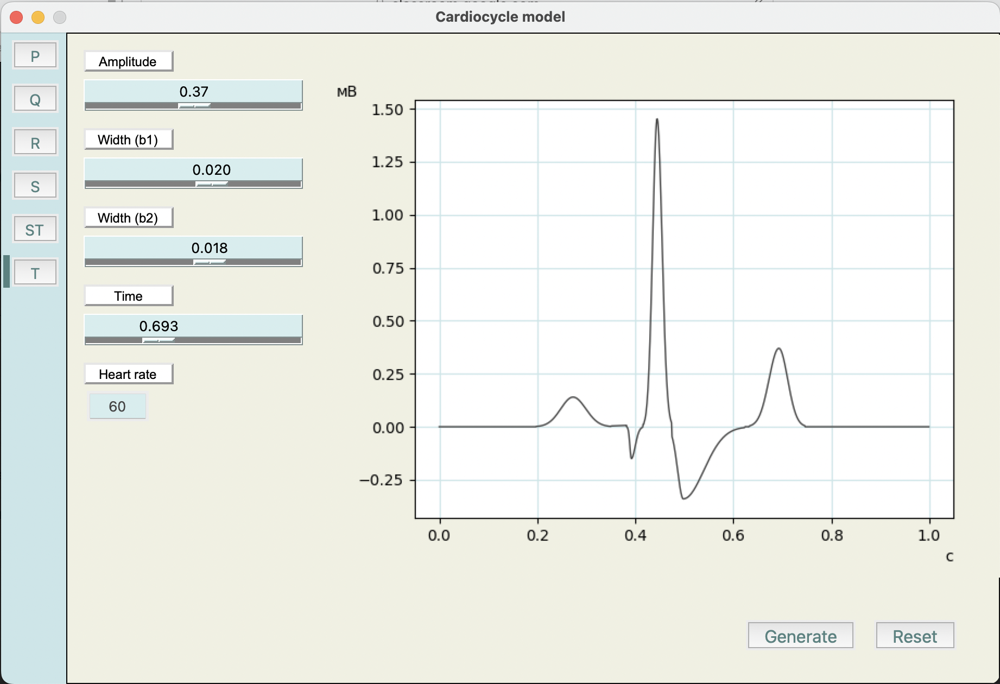 Cardiocycle model
P
Q
R
S
ST
T
Amplitude
0.37
Width (b1)
0.020
Width (b2)
0.018
Time
0.693
Heart rate
60
мВ
1.50
1.25
1.00
0.75
0.50
0.25
0.00
−0.25
0.0 0.2 0.4 0.6 0.8 1.0
с
Generate Reset